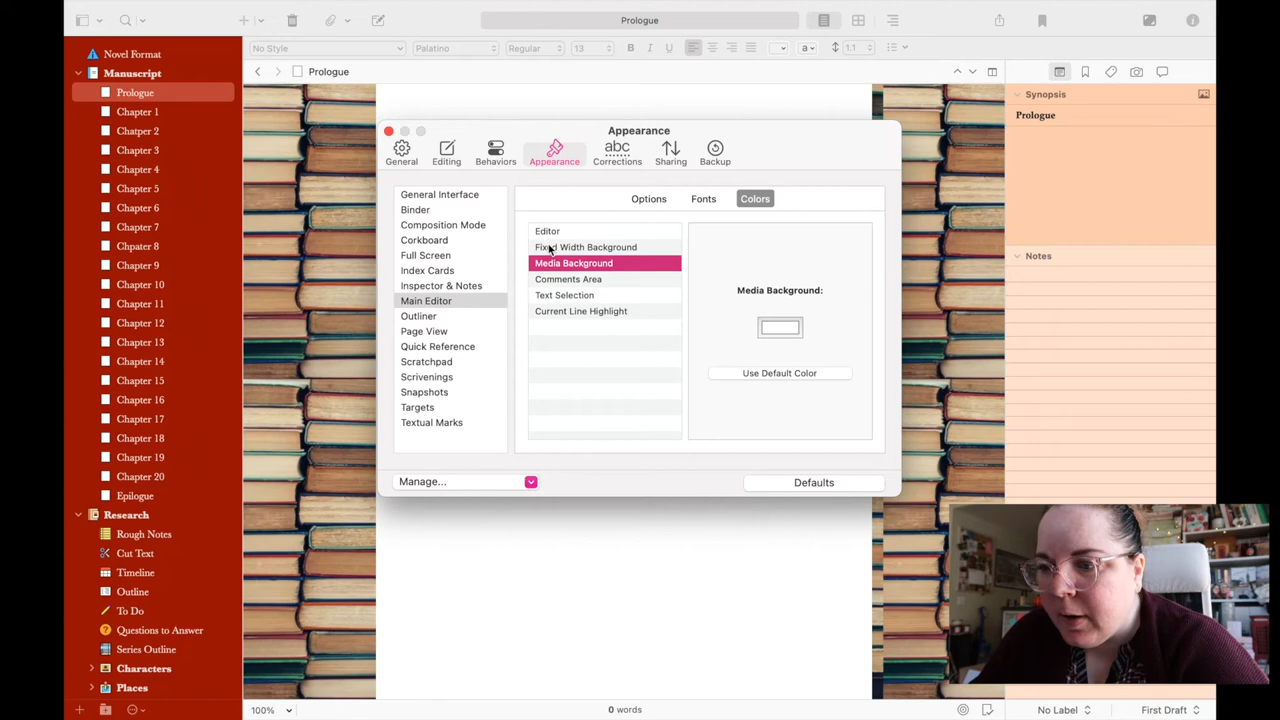 Prologue
No Style
Palatino
Regular
13
B
I
U
a
1.1
Prologue
Novel Format
Manuscript
Prologue
Chapter 1
Chatper 2
Chapter 3
Chapter 4
Chapter 5
Chapter 6
Chapter 7
Chpater 8
Chapter 9
Chapter 10
Chapter 11
Chapter 12
Chapter 13
Chapter 14
Chapter 15
Chapter 16
Chapter 17
Chapter 18
Chapter 19
Chapter 20
Epilogue
Research
Rough Notes
Cut Text
Timeline
Outline
To Do
Questions to Answer
Series Outline
Characters
Places
Appearance
General
Editing
Behaviors
Appearance
abc
Corrections
Sharing
Backup
General Interface
Binder
Composition Mode
Corkboard
Full Screen
Index Cards
Inspector & Notes
Main Editor
Outliner
Page View
Quick Reference
Scratchpad
Scrivenings
Snapshots
Targets
Textual Marks
Options
Fonts
Colors
Editor
Fixed Width Background
Media Background
Comments Area
Text Selection
Current Line Highlight
Media Background:
Use Default Color
Manage...
Defaults
Synopsis
Prologue
Notes
100%
0 words
No Label
First Draft